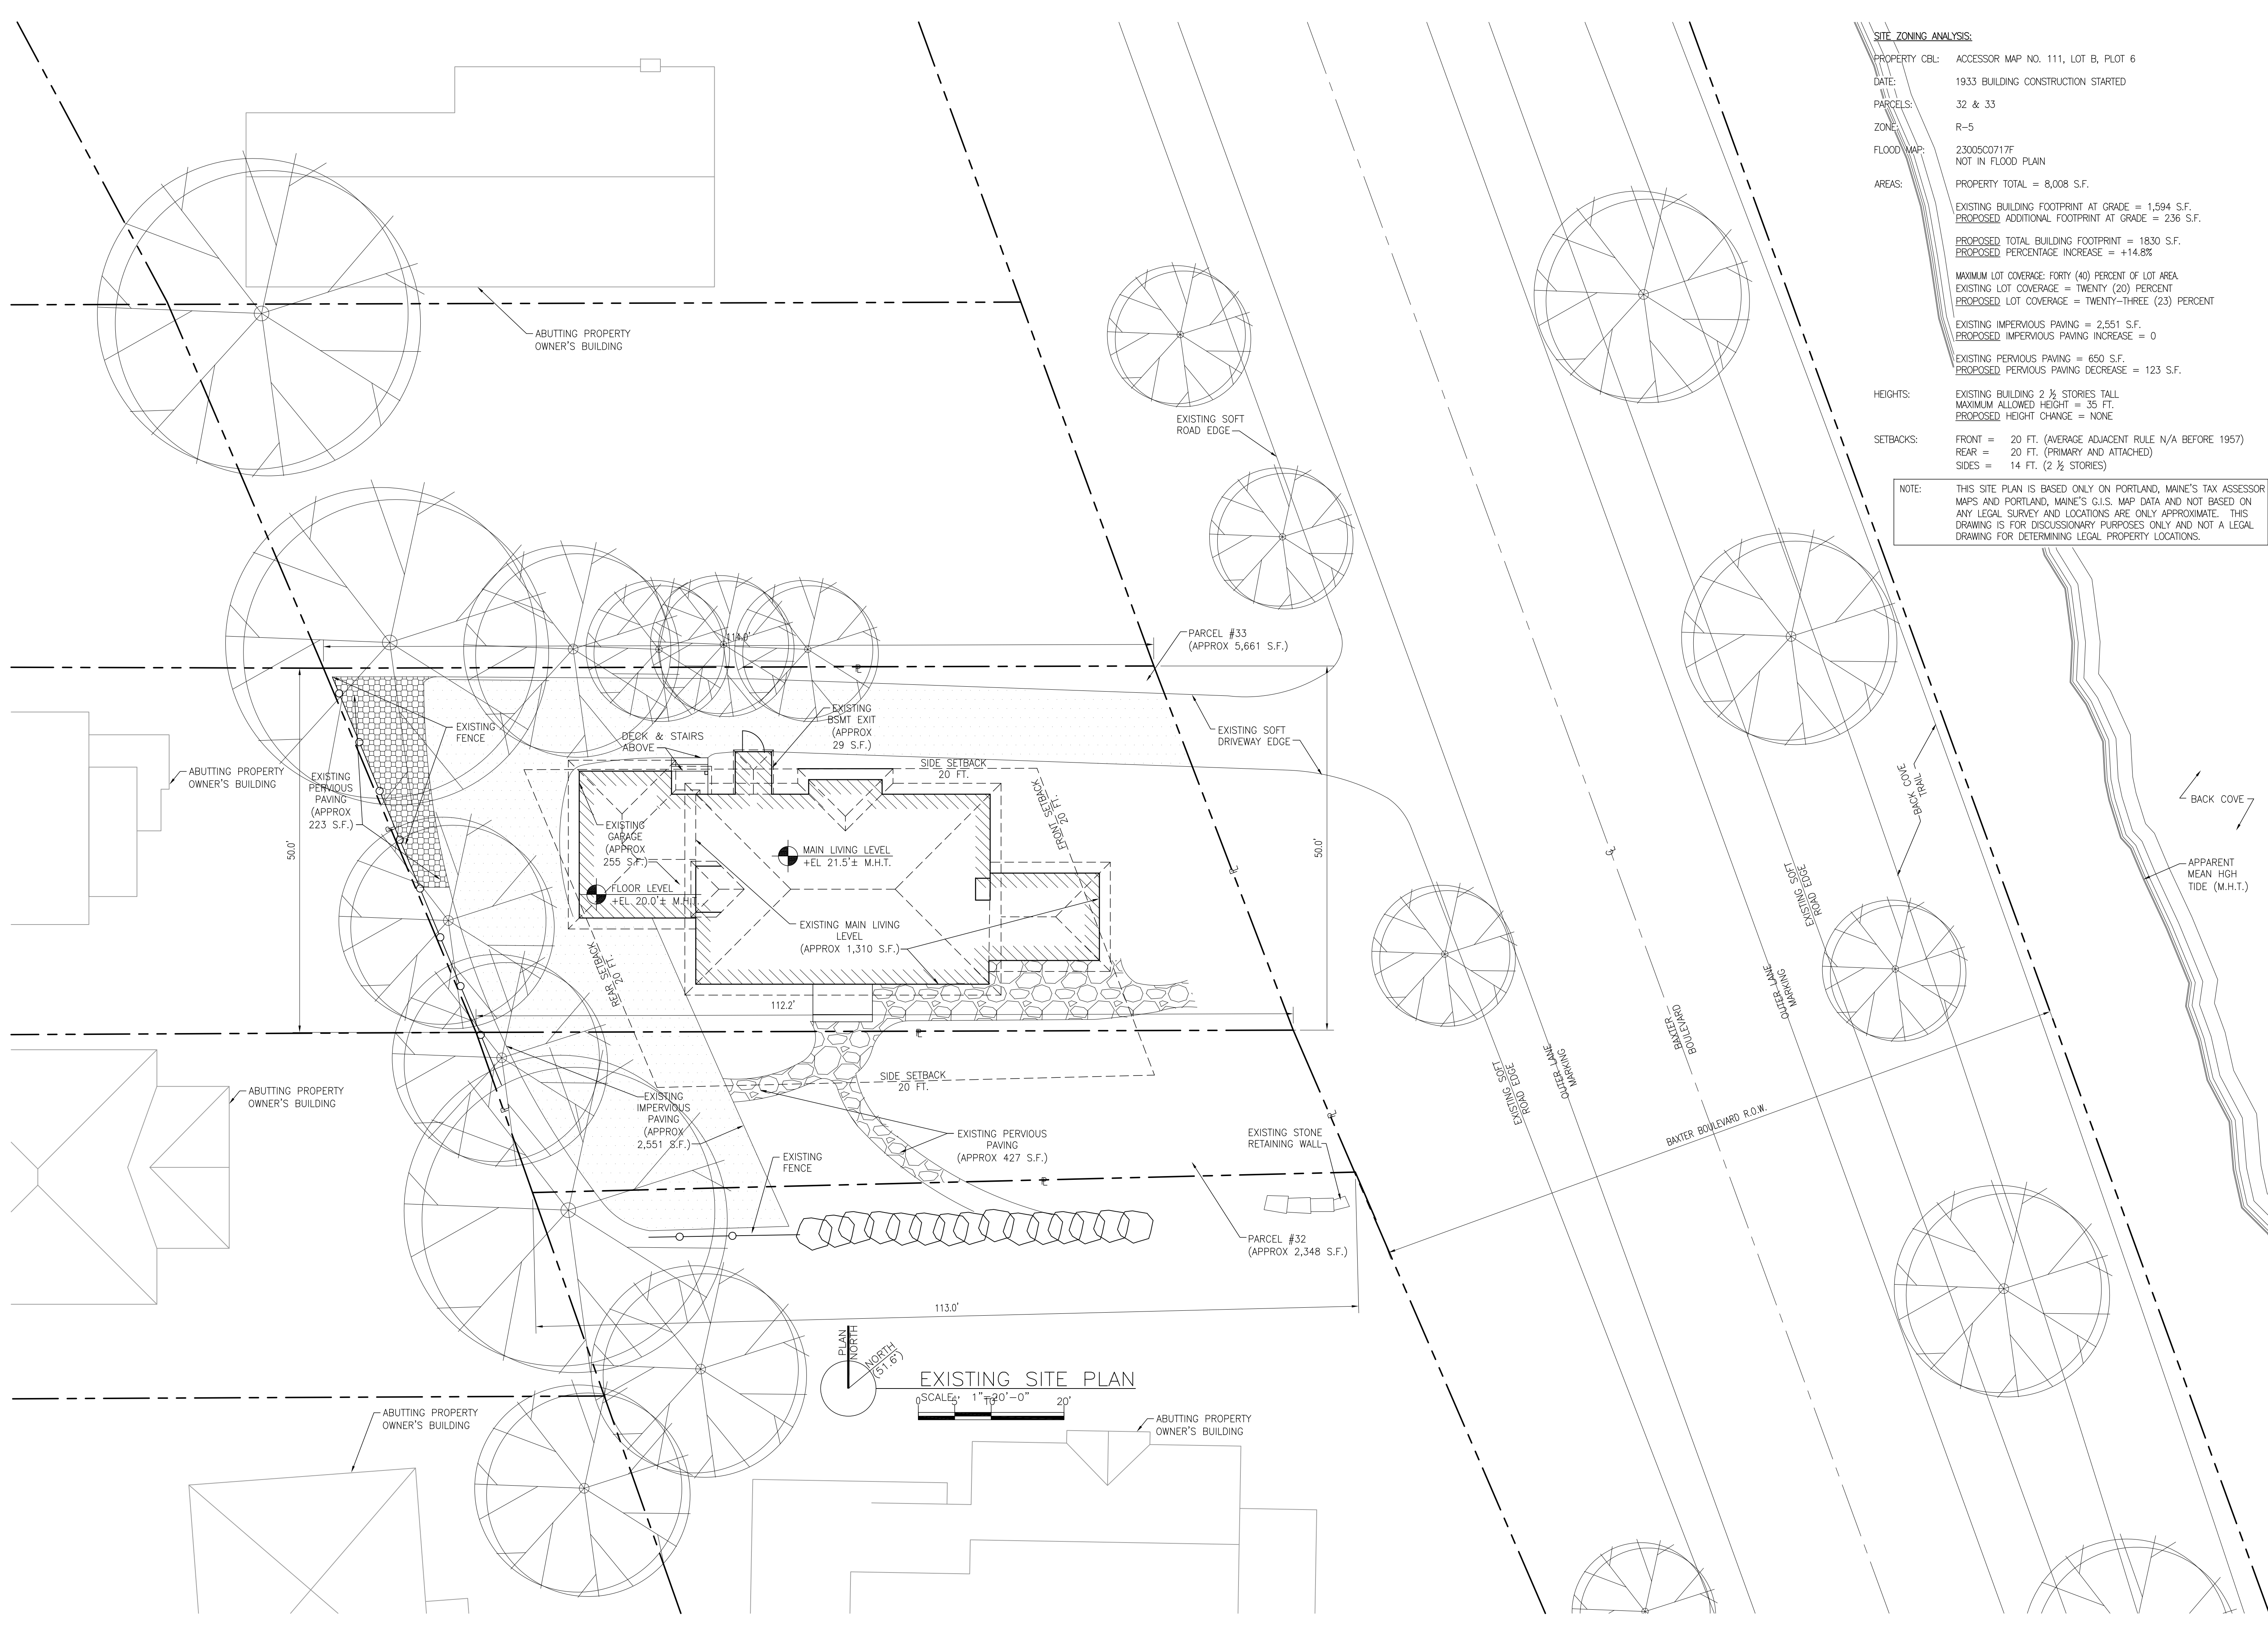 SITE ZONING ANALYSIS:
PROPERTY CBL: ACCESSOR MAP NO. 111, LOT B, PLOT 6
DATE: 1933 BUILDING CONSTRUCTION STARTED
PARCELS: 32 & 33
ZONE: R-5
FLOOD MAP: 23005C0717F
NOT IN FLOOD PLAIN
AREAS: PROPERTY TOTAL = 8,008 S.F.
EXISTING BUILDING FOOTPRINT AT GRADE = 1,594 S.F.
PROPOSED ADDITIONAL FOOTPRINT AT GRADE = 236 S.F.
PROPOSED TOTAL BUILDING FOOTPRINT = 1830 S.F.
PROPOSED PERCENTAGE INCREASE = +14.8%
MAXIMUM LOT COVERAGE: FORTY (40) PERCENT OF LOT AREA.
EXISTING LOT COVERAGE = TWENTY (20) PERCENT
PROPOSED LOT COVERAGE = TWENTY-THREE (23) PERCENT
EXISTING IMPERVIOUS PAVING = 2,551 S.F.
PROPOSED IMPERVIOUS PAVING INCREASE = 0
EXISTING PERVIOUS PAVING = 650 S.F.
PROPOSED PERVIOUS PAVING DECREASE = 123 S.F.
HEIGHTS: EXISTING BUILDING 2 ½ STORIES TALL
MAXIMUM ALLOWED HEIGHT = 35 FT.
PROPOSED HEIGHT CHANGE = NONE
SETBACKS: FRONT = 20 FT. (AVERAGE ADJACENT RULE N/A BEFORE 1957)
REAR = 20 FT. (PRIMARY AND ATTACHED)
SIDES = 14 FT. (2 ½ STORIES)
NOTE: THIS SITE PLAN IS BASED ONLY ON PORTLAND, MAINE'S TAX ASSESSOR
MAPS AND PORTLAND, MAINE'S G.I.S. MAP DATA AND NOT BASED ON
ANY LEGAL SURVEY AND LOCATIONS ARE ONLY APPROXIMATE. THIS
DRAWING IS FOR DISCUSSIONARY PURPOSES ONLY AND NOT A LEGAL
DRAWING FOR DETERMINING LEGAL PROPERTY LOCATIONS.
ABUTTING PROPERTY
OWNER'S BUILDING
EXISTING SOFT
ROAD EDGE
114.0'
PARCEL #33
(APPROX 5,661 S.F.)
PL
EXISTING
FENCE
EXISTING
BSMT EXIT
(APPROX
29 S.F.)
DECK & STAIRS
ABOVE
EXISTING SOFT
DRIVEWAY EDGE
SIDE SETBACK
20 FT.
FRONT SETBACK
20 FT.
ABUTTING PROPERTY
OWNER'S BUILDING
EXISTING
PERVIOUS
PAVING
(APPROX
223 S.F.)
50.0'
EXISTING
GARAGE
(APPROX
255 S.F.)
MAIN LIVING LEVEL
+EL 21.5'± M.H.T.
FLOOR LEVEL
+EL 20.0'± M.H.T.
50.0'
PL
PL
EXISTING MAIN LIVING
LEVEL
(APPROX 1,310 S.F.)
REAR SETBACK
20 FT.
112.2'
PL
BACK COVE
TRAIL
BACK COVE
APPARENT
MEAN HGH
TIDE (M.H.T.)
EXISTING SOFT
ROAD EDGE
OUTER LANE
MARKING
BAXTER
BOULEVARD
OUTER LANE
MARKING
EXISTING SOFT
ROAD EDGE
BAXTER BOULEVARD R.O.W.
SIDE SETBACK
20 FT.
ABUTTING PROPERTY
OWNER'S BUILDING
PL
EXISTING
IMPERVIOUS
PAVING
(APPROX
2,551 S.F.)
EXISTING
FENCE
EXISTING PERVIOUS
PAVING
(APPROX 427 S.F.)
EXISTING STONE
RETAINING WALL
PL
PL
PARCEL #32
(APPROX 2,348 S.F.)
113.0'
PLAN
NORTH
NORTH
(51.6°)
EXISTING SITE PLAN
SCALE: 1"=20'-0"
0 5' 10' 20'
ABUTTING PROPERTY
OWNER'S BUILDING
ABUTTING PROPERTY
OWNER'S BUILDING